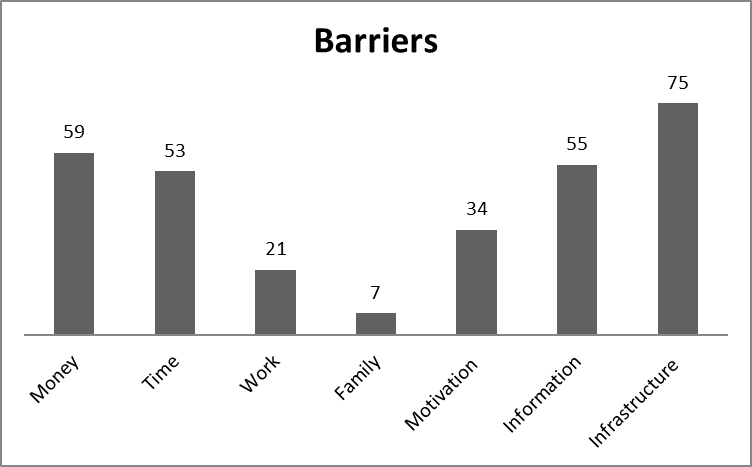 Barriers
59
53
21
7
34
55
75
Money
Time
Work
Family
Motivation
Information
Infrastructure